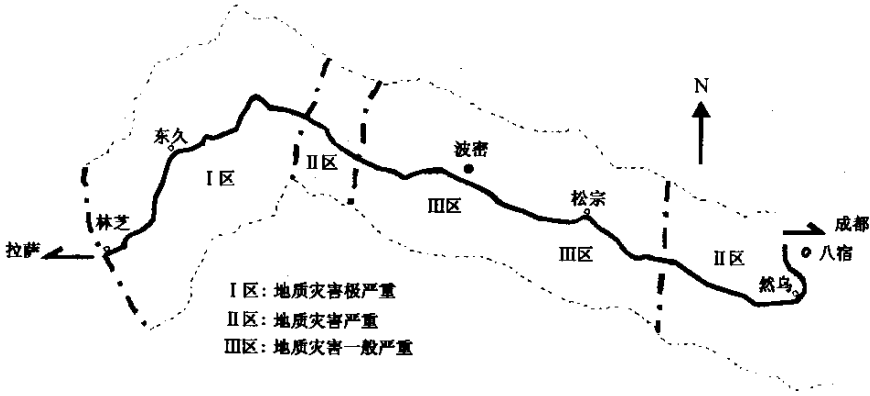 N
东久
波密
Ⅱ区
Ⅰ区
Ⅲ区
松宗
林芝
成都
拉萨
Ⅲ区
Ⅱ区
八宿
然乌
Ⅰ区：地质灾害极严重
Ⅱ区：地质灾害严重
Ⅲ区：地质灾害一般严重